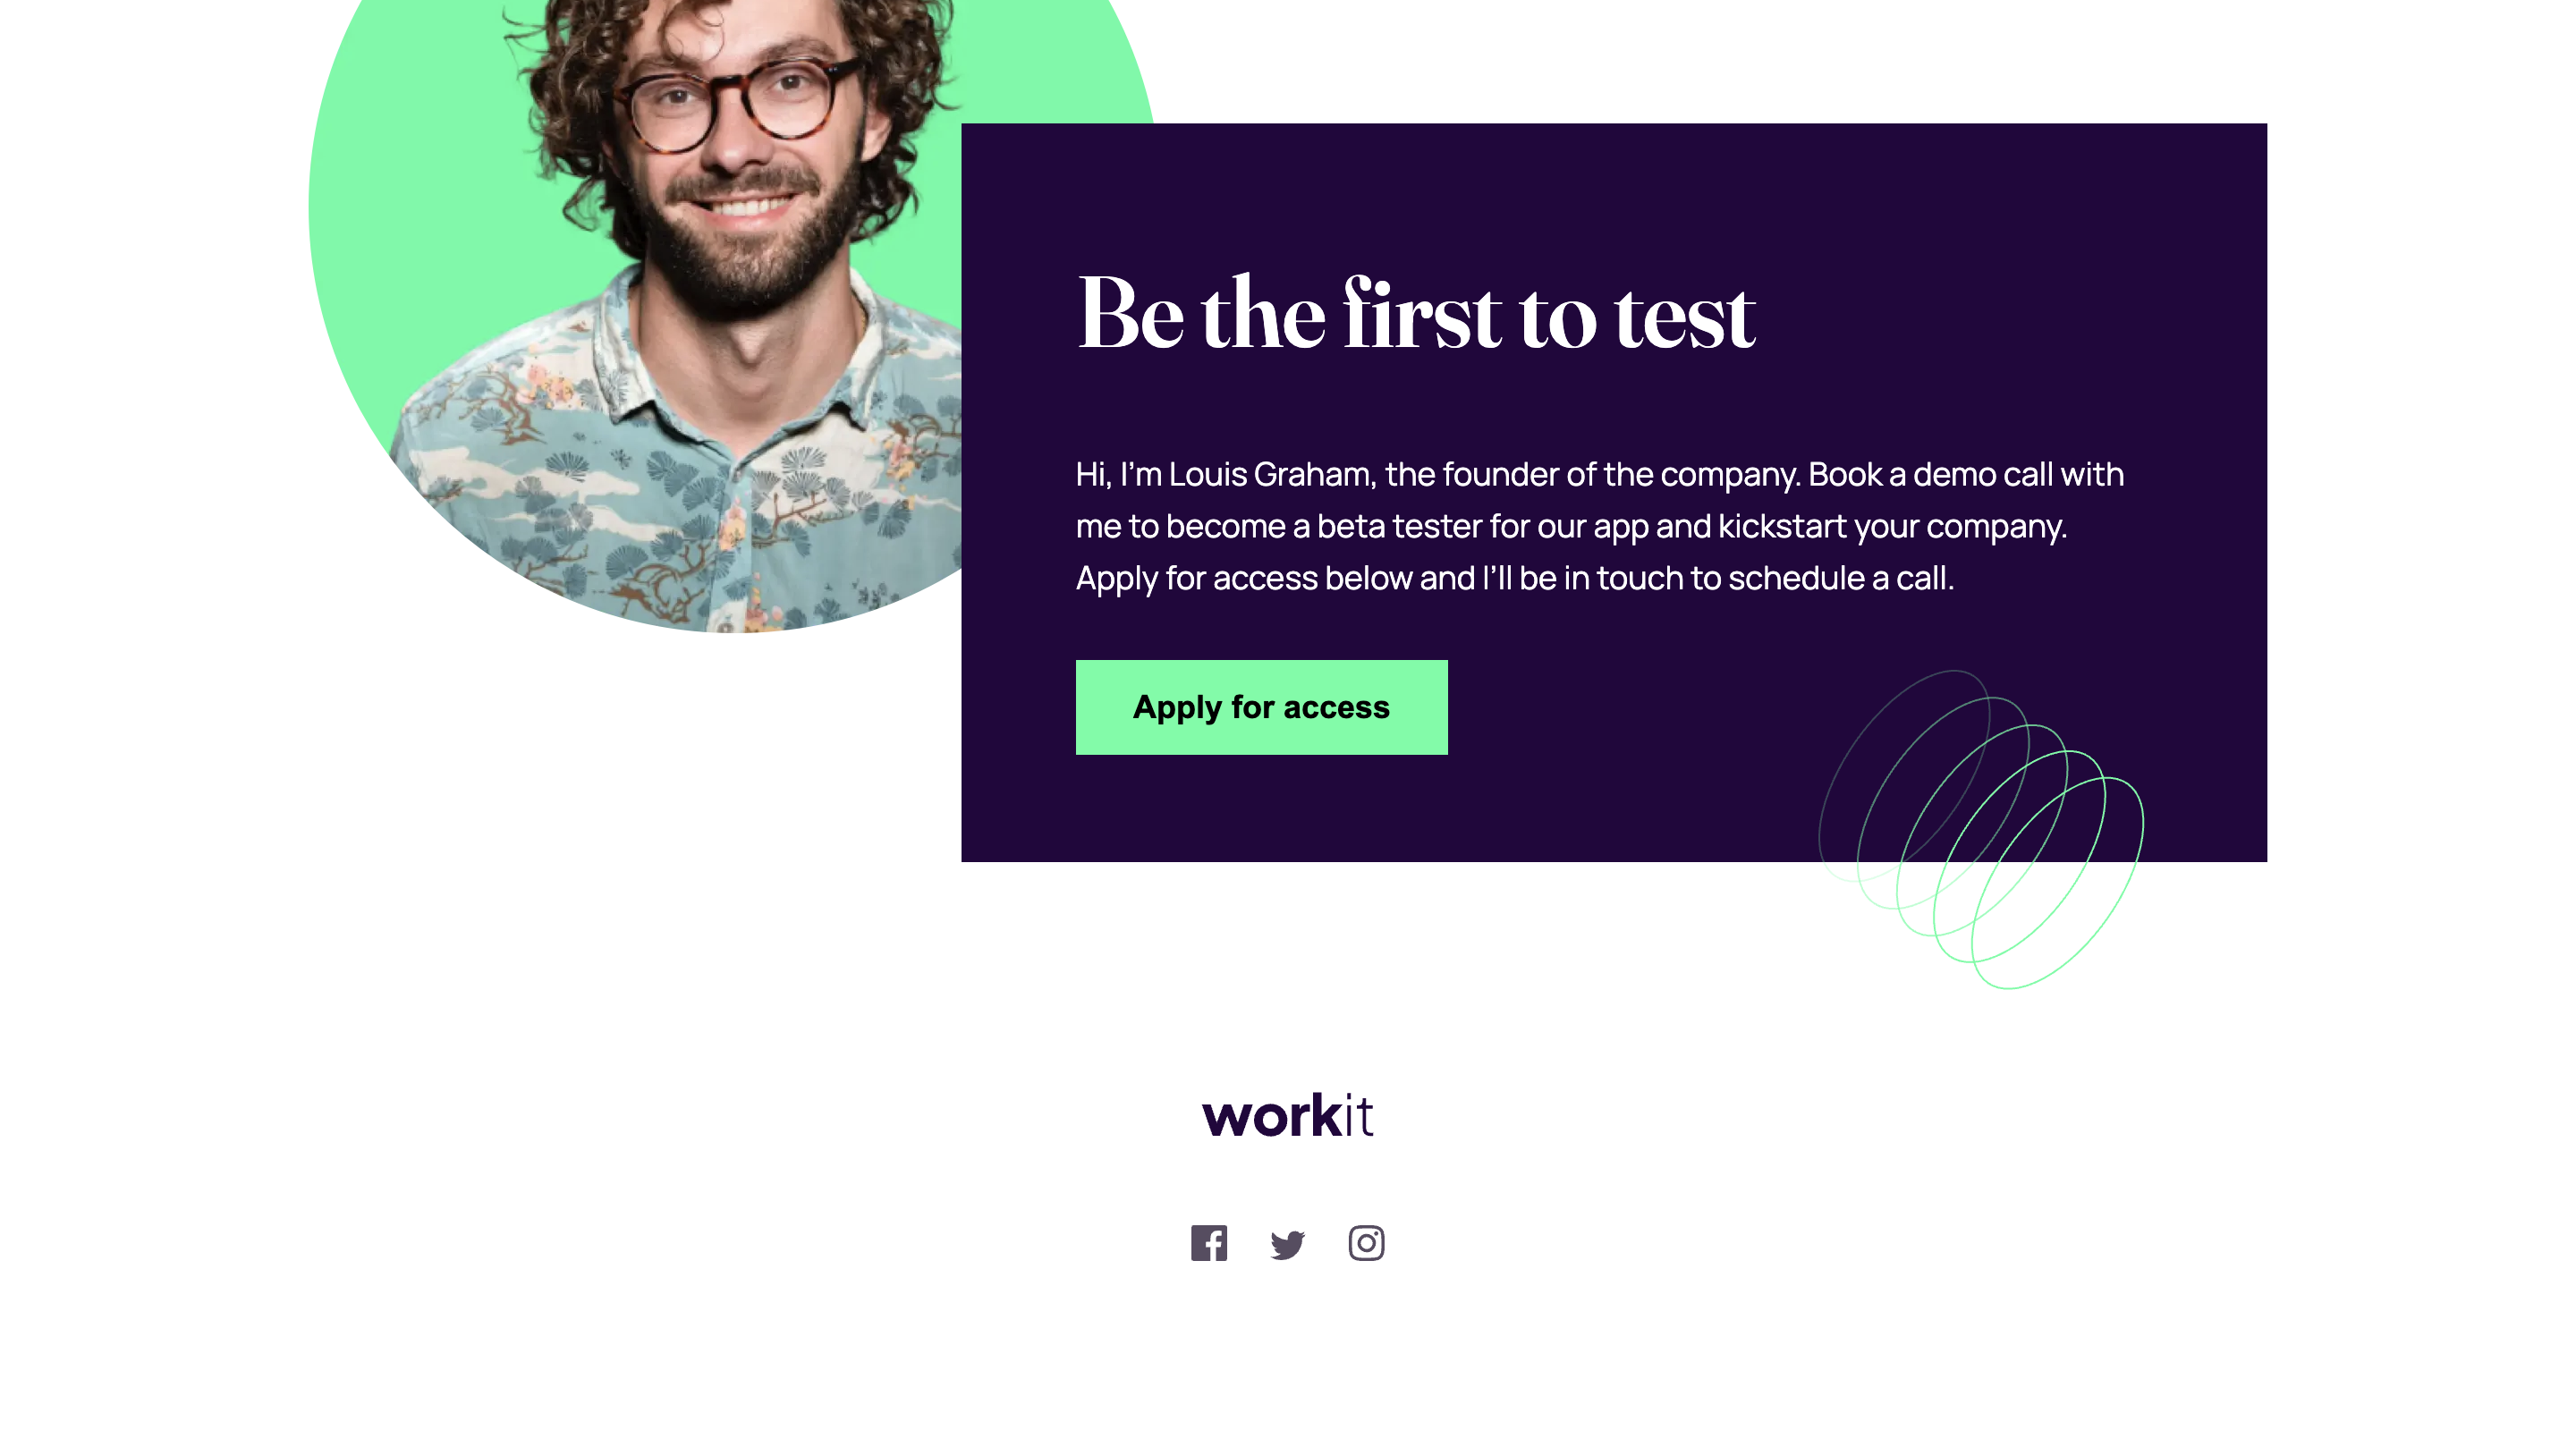 Be the first to test
Hi, I’m Louis Graham, the founder of the company. Book a demo call with
me to become a beta tester for our app and kickstart your company.
Apply for access below and I’ll be in touch to schedule a call.
Apply for access
workit